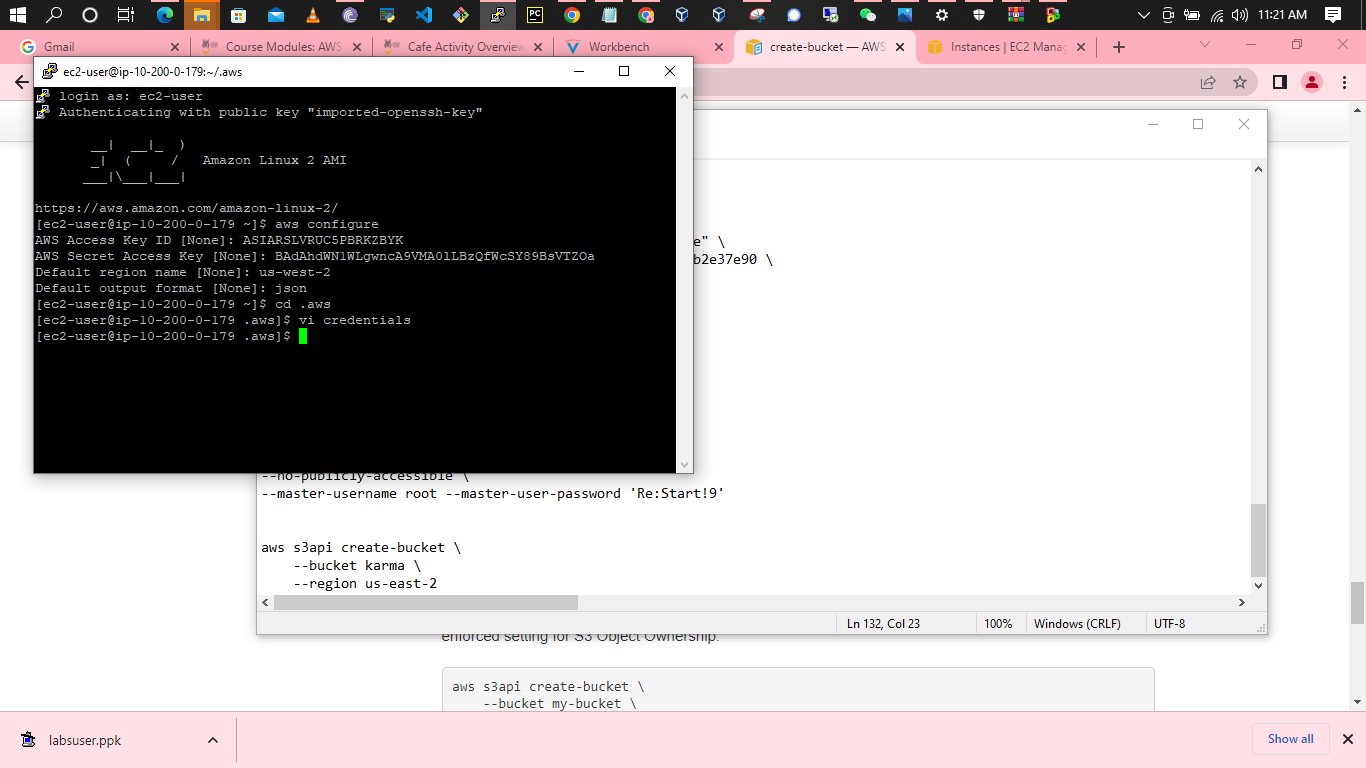 11:21 AM
Gmail
Course Modules: AWS
Cafe Activity Overview
Workbench
create-bucket — AWS
Instances | EC2 Manag
ec2-user@ip-10-200-0-179:~/.aws
login as: ec2-user
Authenticating with public key "imported-openssh-key"
__| __|_ )
_| ( / Amazon Linux 2 AMI
___|\___|___|
https://aws.amazon.com/amazon-linux-2/
[ec2-user@ip-10-200-0-179 ~]$ aws configure
AWS Access Key ID [None]: ASIARSLVRUC5PBRKZBYK
AWS Secret Access Key [None]: BAdAhdWN1WLgwncA9VMA0lLBzQfWcSY89BsVTZOa
Default region name [None]: us-west-2
Default output format [None]: json
[ec2-user@ip-10-200-0-179 ~]$ cd .aws
[ec2-user@ip-10-200-0-179 .aws]$ vi credentials
[ec2-user@ip-10-200-0-179 .aws]$
e" \
b2e37e90 \
--no-publicly-accessible \
--master-username root --master-user-password 'Re:Start!9'
aws s3api create-bucket \
--bucket karma \
--region us-east-2
Ln 132, Col 23
100%
Windows (CRLF)
UTF-8
enforced setting for S3 Object Ownership.
aws s3api create-bucket \
--bucket my-bucket \
labsuser.ppk
Show all